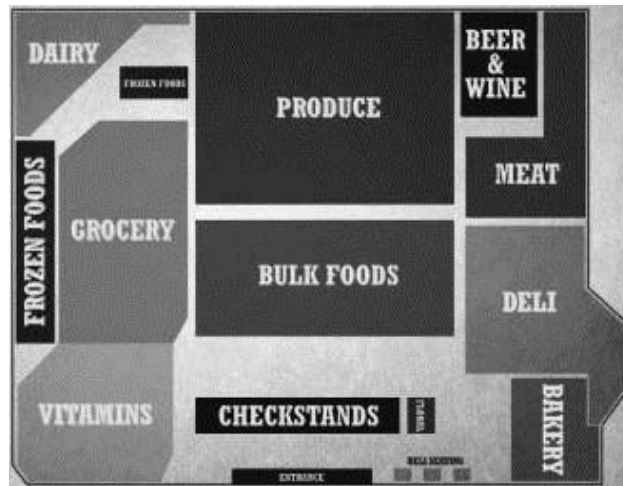 DAIRY
FROZEN FOODS
PRODUCE
BEER
&
WINE
MEAT
FROZEN FOODS
GROCERY
BULK FOODS
DELI
VITAMINS
CHECKSTANDS
BAKERY
DELI SEATING
ENTRANCE